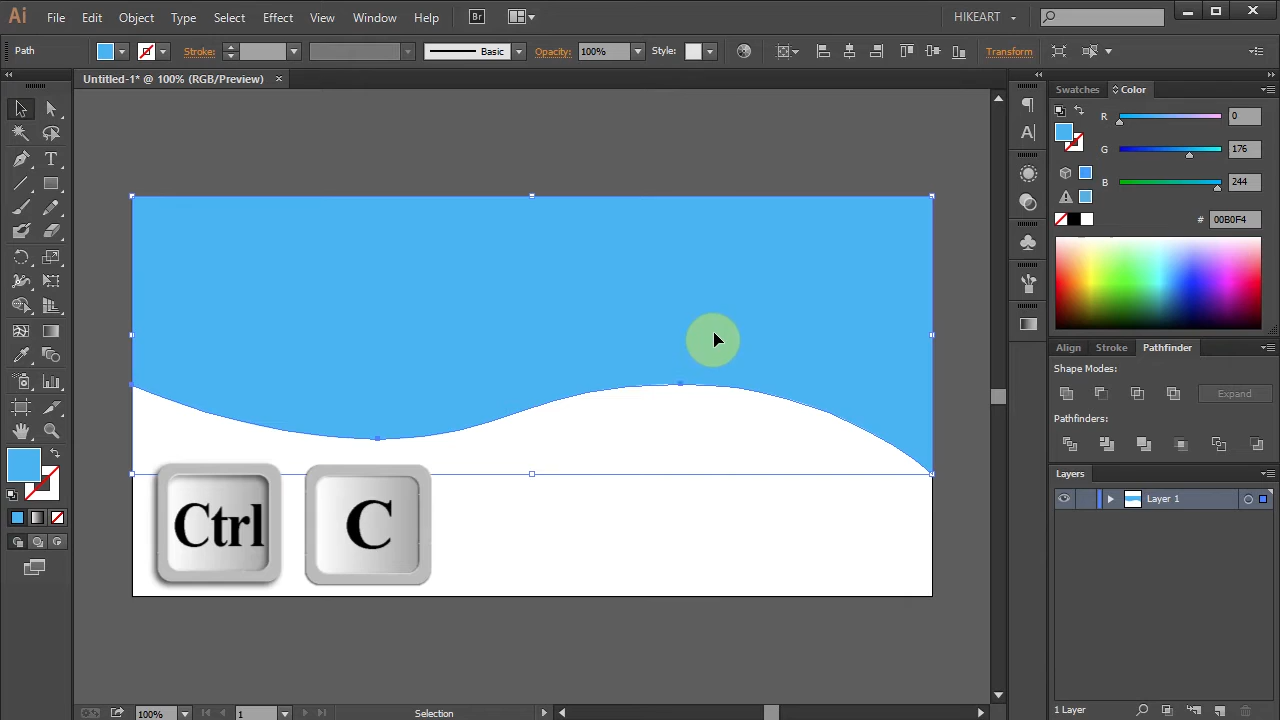 Ai File Edit Object Type Select Effect View Window Help Br HIKEART
Path Stroke: Basic Opacity: 100% Style: Transform
Untitled-1* @ 100% (RGB/Preview)
Swatches Color
R 0
G 176
B 244
# 00B0F4
Align Stroke Pathfinder
Shape Modes:
Expand
Pathfinders:
Layers
Layer 1
Ctrl C
100% 1 Selection
1 Layer